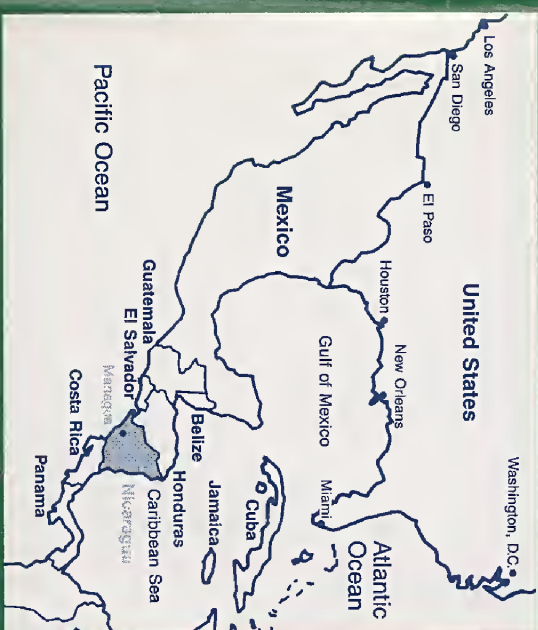 Los Angeles
San Diego
El Paso
United States
Washington, D.C.
Houston
New Orleans
Mexico
Gulf of Mexico
Miami
Atlantic
Ocean
Pacific Ocean
Guatemala
El Salvador
Belize
Honduras
Cuba
Jamaica
Caribbean Sea
Managua
Nicaragua
Costa Rica
Panama